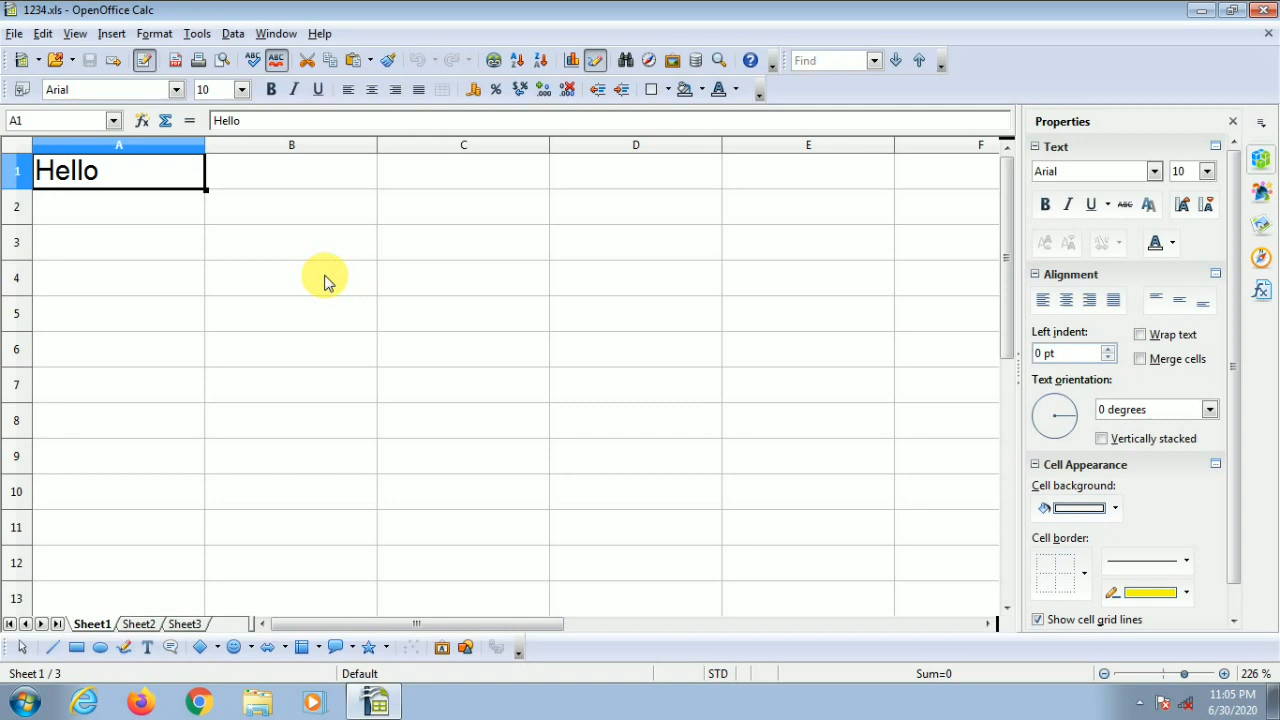 1234.xls - OpenOffice Calc
File Edit View Insert Format Tools Data Window Help
Find
Arial 10
A1 Hello
A B C D E F
1 Hello
2
3
4
5
6
7
8
9
10
11
12
13
Properties
Text
Arial 10
Alignment
Left indent:
Wrap text
0 pt
Merge cells
Text orientation:
0 degrees
Vertically stacked
Cell Appearance
Cell background:
Cell border:
Show cell grid lines
Sheet1 Sheet2 Sheet3
Sheet 1 / 3 Default STD Sum=0 226 %
11:05 PM
6/30/2020